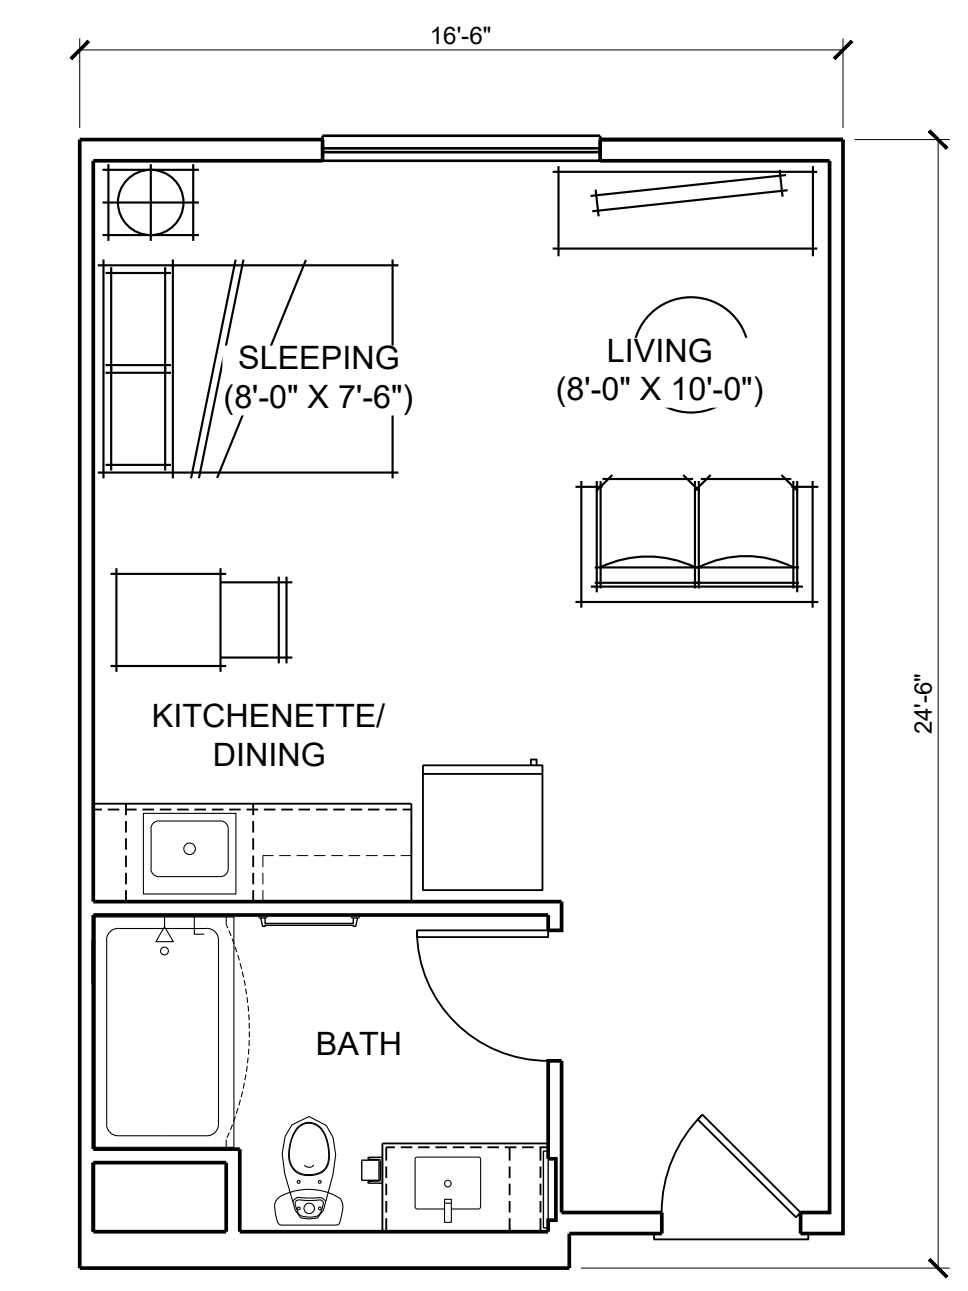 16'-6"
SLEEPING
(8'-0" X 7'-6")
LIVING
(8'-0" X 10'-0")
24'-6"
KITCHENETTE/
DINING
BATH